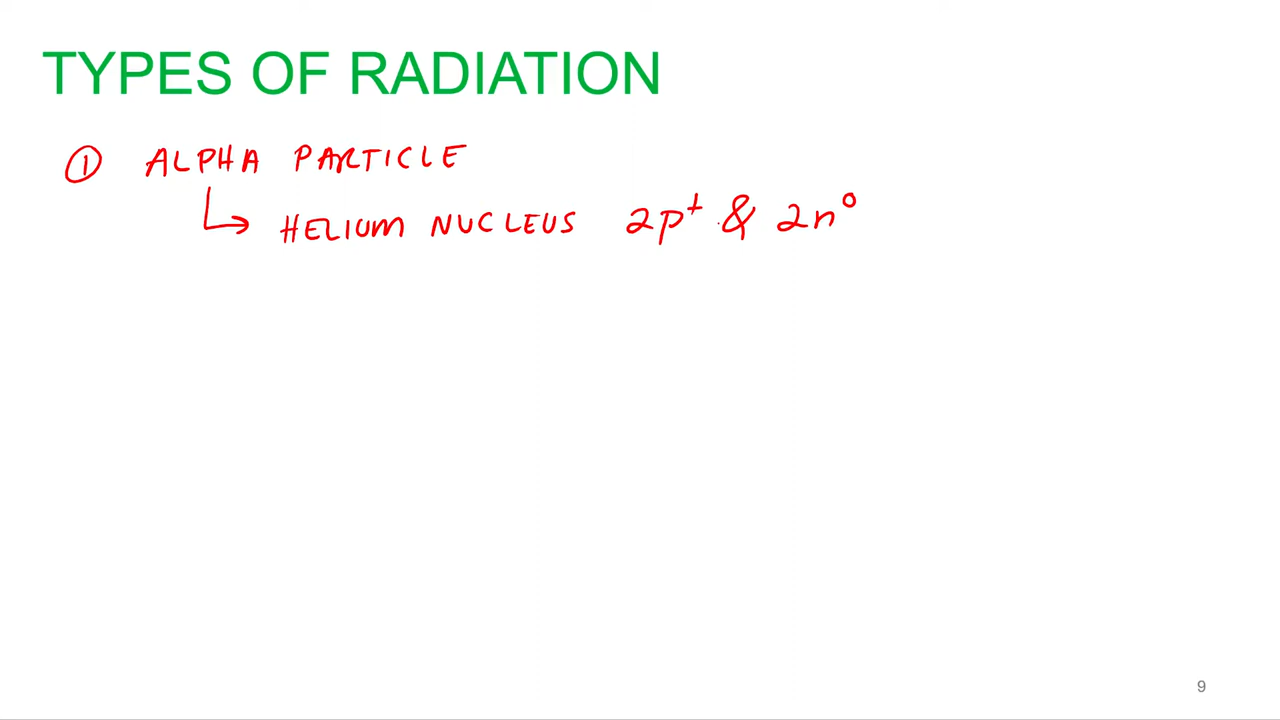 TYPES OF RADIATION
① ALPHA PARTICLE
↳ HELIUM NUCLEUS 2p⁺ & 2n⁰
9